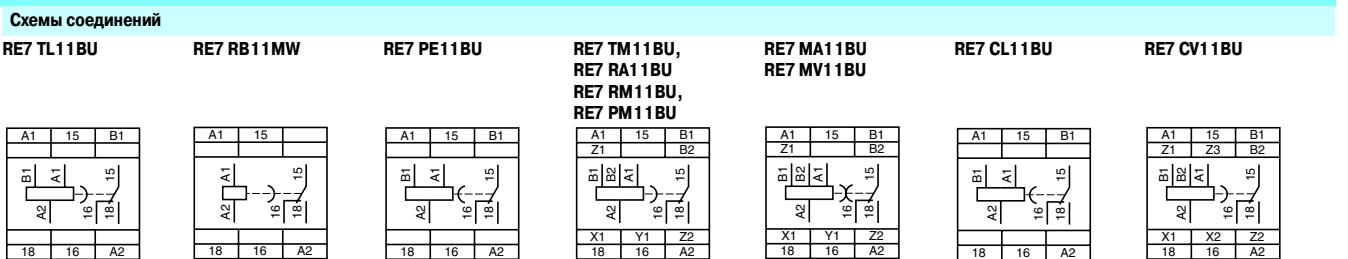 Схемы соединений
RE7 TL11BU
RE7 RB11MW
RE7 PE11BU
RE7 TM11BU,
RE7 RA11BU
RE7 RM11BU,
RE7 PM11BU
RE7 MA11BU
RE7 MV11BU
RE7 CL11BU
RE7 CV11BU
A1 15 B1
B1 A1 15
A2 16 18
18 16 A2
A1 15
A1 15
A2 16 18
18 16 A2
A1 15 B1
B1 A1 15
A2 16 18
18 16 A2
A1 15 B1
Z1 B2
B1 B2 A1 15
A2 16 18
X1 Y1 Z2
18 16 A2
A1 15 B1
Z1 B2
B1 B2 A1 15
A2 16 18
X1 Y1 Z2
18 16 A2
A1 15 B1
B1 A1 15
A2 16 18
18 16 A2
A1 15 B1
Z1 Z3 B2
B1 B2 A1 15
A2 16 18
X1 X2 Z2
18 16 A2